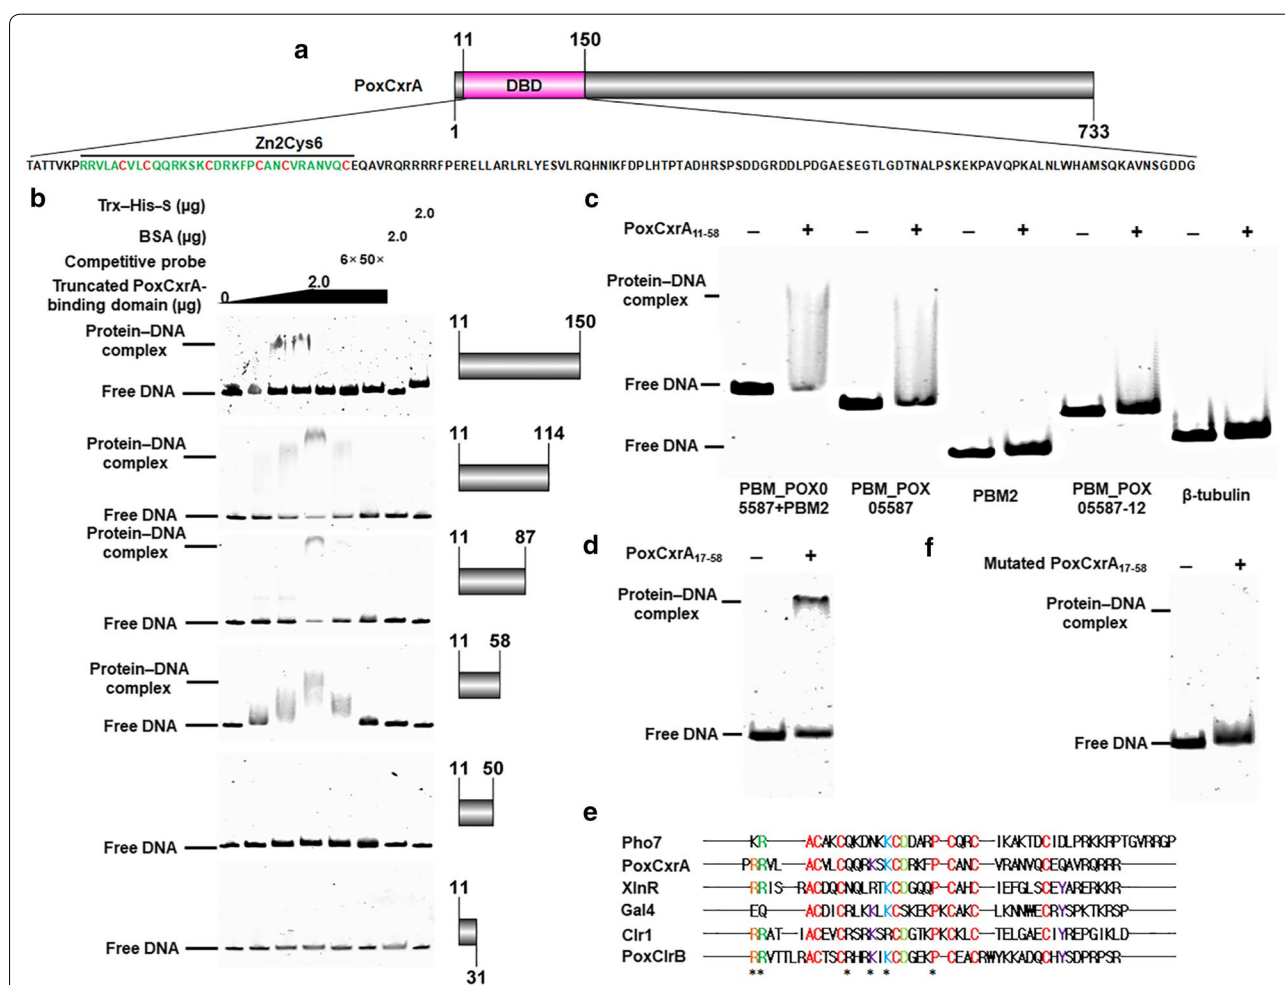 a
11 150
PoxCxrA DBD
1 733
Zn2Cys6
TATTVKPRRVLACVLCQQRKSKCDRKFPCANCVRANVQCEQAVRQRRRRFPERELLARLRLYESVLRQHNIKFDPLHTPTADHRSPSDDGRDDLPDGAESEGTLGDTNALPSKEKPAVQPKALNLWHAMSQKAVNSGDDG
b
Trx–His–S (µg) 2.0
BSA (µg) 2.0
Competitive probe 6× 50×
Truncated PoxCxrA-
binding domain (µg) 0 2.0
Protein–DNA
complex
Free DNA
11 150
Protein–DNA
complex
Free DNA
11 114
Protein–DNA
complex
Free DNA
11 87
Protein–DNA
complex
Free DNA
11 58
Free DNA
11 50
Free DNA
11
31
c
PoxCxrA11-58 – + – + – + – + – +
Protein–DNA
complex
Free DNA
Free DNA
PBM_POX0
5587+PBM2
PBM_POX
05587
PBM2
PBM_POX
05587-12
β-tubulin
d
PoxCxrA17-58 – +
Protein–DNA
complex
Free DNA
f
Mutated PoxCxrA17-58 – +
Protein–DNA
complex
Free DNA
e
Pho7 KR ACAKCQKDNKKCDDARP CQRC IKAKTDCIDLPRKKRPTGVRRGP
PoxCxrA PRRVL ACVLCQQRKSKCDRKFP CANC VRANVQCEQAVRQRRR
XlnR RRIS RACDQCNQLRTKCDGQQP CAHC IEFGLSCEYARERKKR
Gal4 EQ ACDICRLKKLKCSKEKPKCAKC LKNNWECRYSPKTKRSP
Clr1 RRAT IACEVCRSRKSRCDGTKPKCKLC TELGAECIYREPGIKLD
PoxClrB RRVTTLRACTSCRHRKIKCDGEKP CEACRWYKKADQCHYSDPRPSR
** * * * *